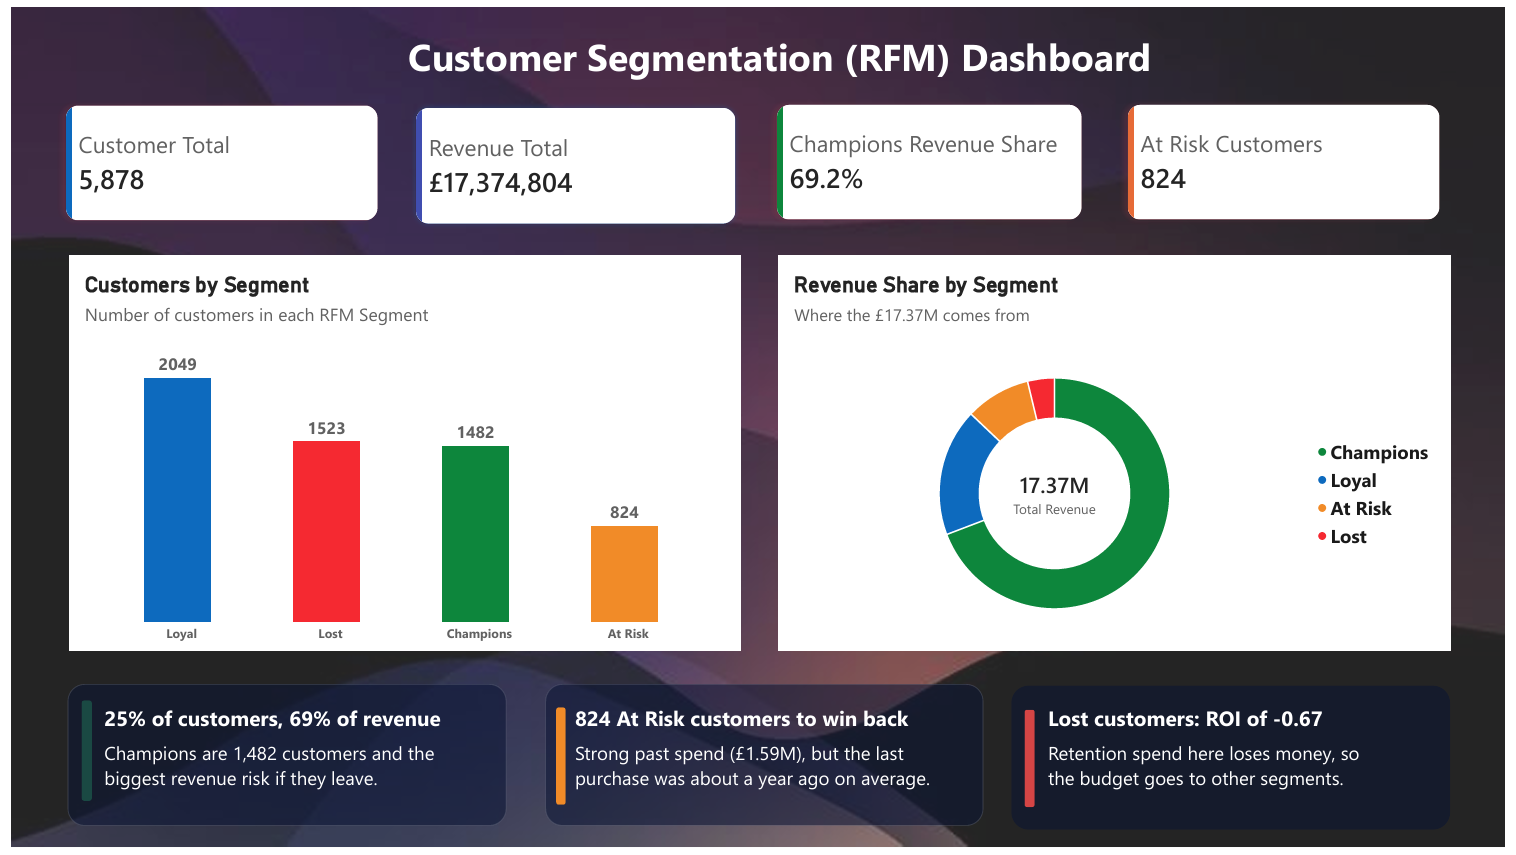 Customer Segmentation (RFM) Dashboard
Customer Total
5,878
Revenue Total
£17,374,804
Champions Revenue Share
69.2%
At Risk Customers
824
Customers by Segment
Number of customers in each RFM Segment
2049
1523
1482
824
Loyal
Lost
Champions
At Risk
Revenue Share by Segment
Where the £17.37M comes from
17.37M
Total Revenue
Champions
Loyal
At Risk
Lost
25% of customers, 69% of revenue
Champions are 1,482 customers and the
biggest revenue risk if they leave.
824 At Risk customers to win back
Strong past spend (£1.59M), but the last
purchase was about a year ago on average.
Lost customers: ROI of -0.67
Retention spend here loses money, so
the budget goes to other segments.